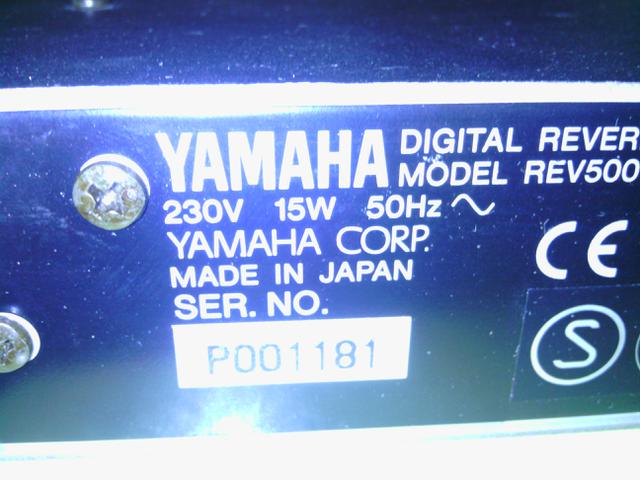 YAMAHA DIGITAL REVER
MODEL REV500
230V 15W 50Hz ~
YAMAHA CORP.
MADE IN JAPAN
SER. NO.
P001181
CE
S